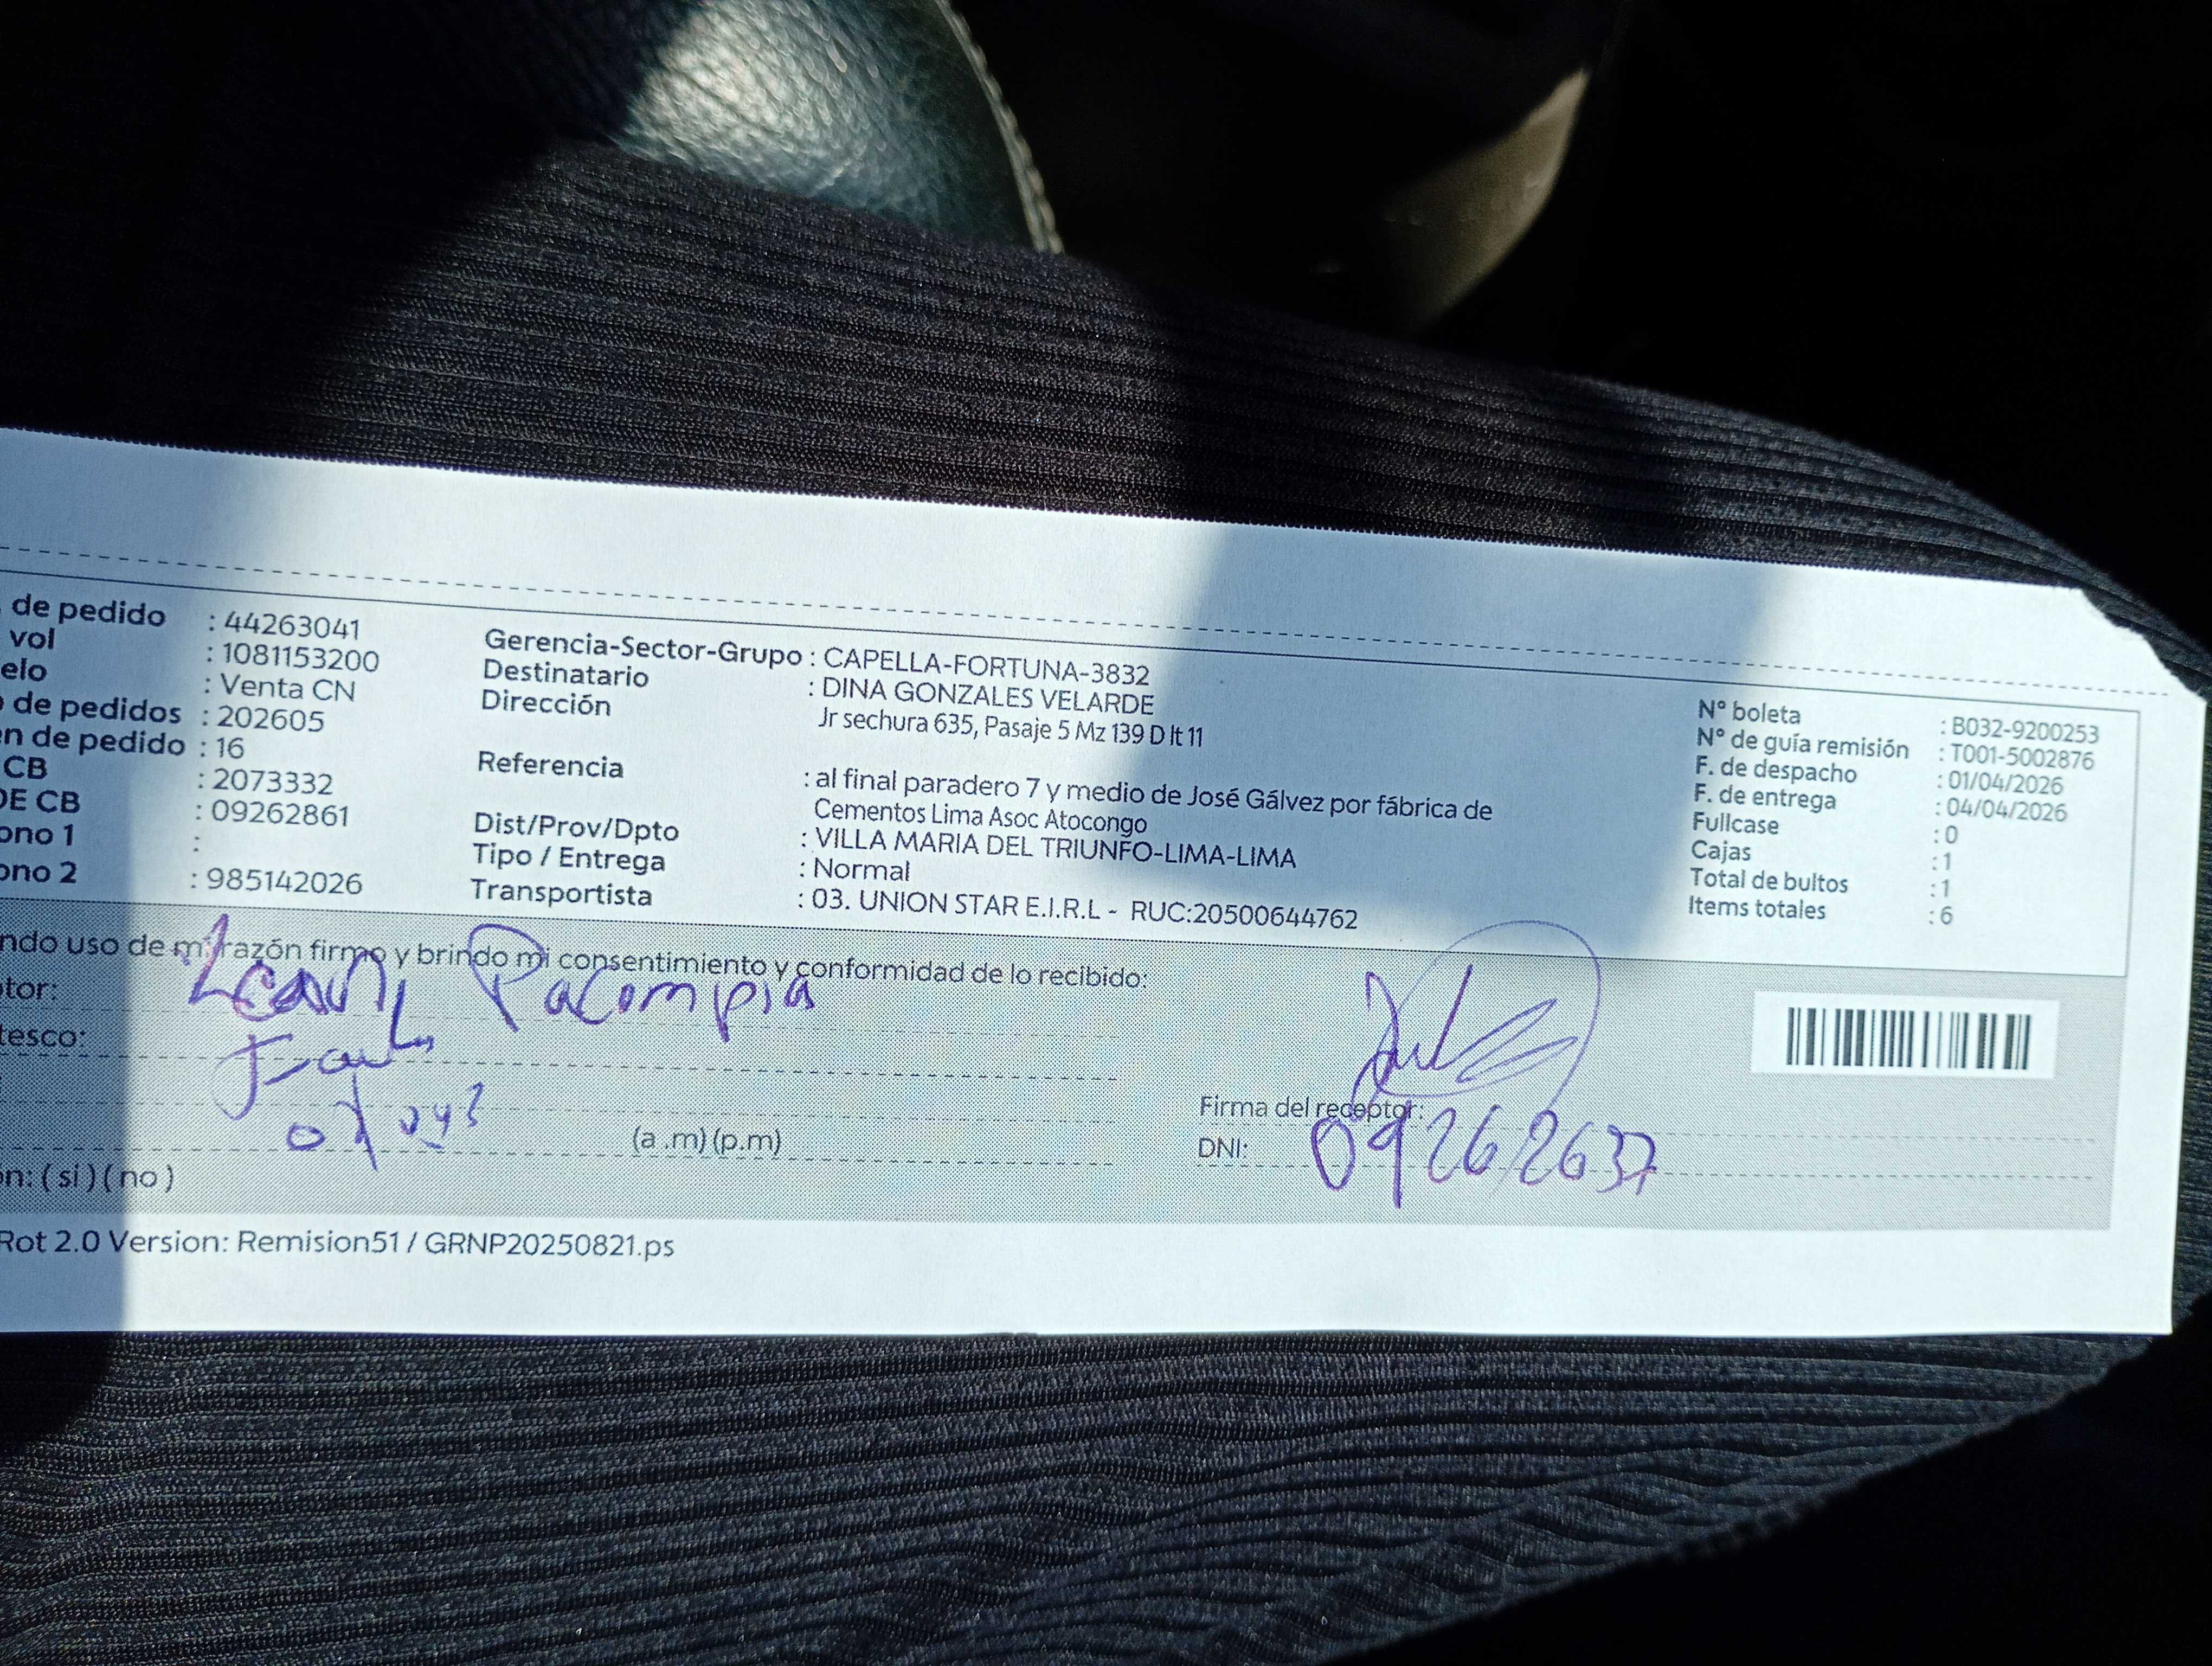 de pedido : 44263041
vol : 1081153200
elo : Venta CN
de pedidos : 202605
n de pedido : 16
CB : 2073332
DE CB : 09262861
ono 1 :
ono 2 : 985142026
Gerencia-Sector-Grupo : CAPELLA-FORTUNA-3832
Destinatario : DINA GONZALES VELARDE
Dirección Jr sechura 635, Pasaje 5 Mz 139 D lt 11
Referencia : al final paradero 7 y medio de José Gálvez por fábrica de
Cementos Lima Asoc Atocongo
Dist/Prov/Dpto : VILLA MARIA DEL TRIUNFO-LIMA-LIMA
Tipo / Entrega : Normal
Transportista : 03. UNION STAR E.I.R.L - RUC:20500644762
N° boleta : B032-9200253
N° de guía remisión : T001-5002876
F. de despacho : 01/04/2026
F. de entrega : 04/04/2026
Fullcase : 0
Cajas : 1
Total de bultos : 1
Items totales : 6
ndo uso de mi razón firmo y brindo mi consentimiento y conformidad de lo recibido:
tor: Pacompia
tesco:
(a .m) (p.m)
n: ( si ) ( no )
Firma del receptor:
DNI: 09262637
Rot 2.0 Version: Remision51 / GRNP20250821.ps